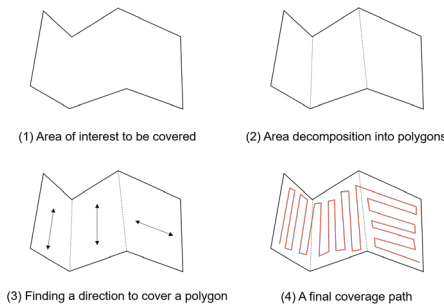 (1) Area of interest to be covered
(2) Area decomposition into polygons
(3) Finding a direction to cover a polygon
(4) A final coverage path